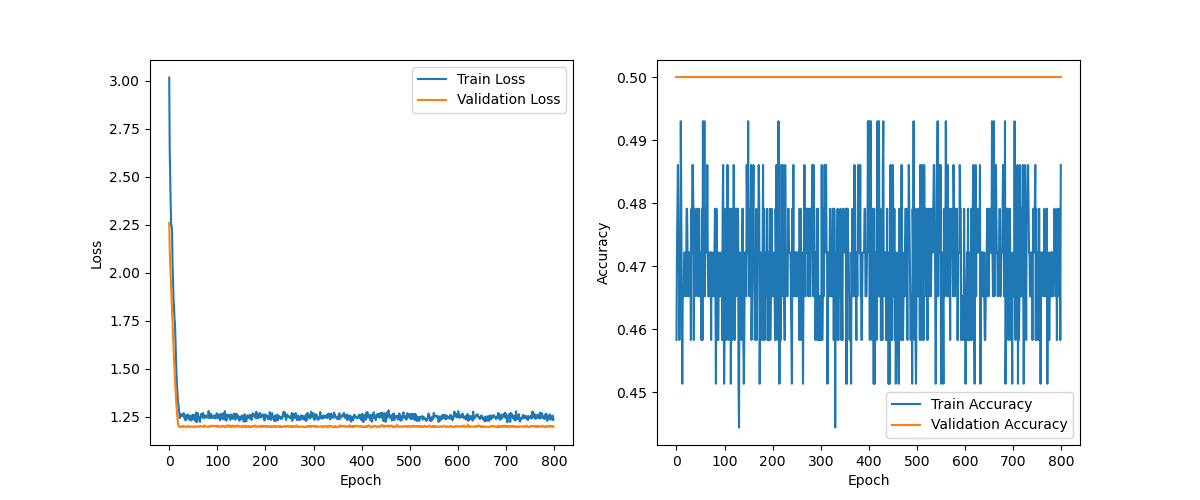 3.00
2.75
2.50
2.25
2.00
1.75
1.50
1.25
Loss
0 100 200 300 400 500 600 700 800
Epoch
Train Loss
Validation Loss
0.50
0.49
0.48
0.47
0.46
0.45
Accuracy
0 100 200 300 400 500 600 700 800
Epoch
Train Accuracy
Validation Accuracy